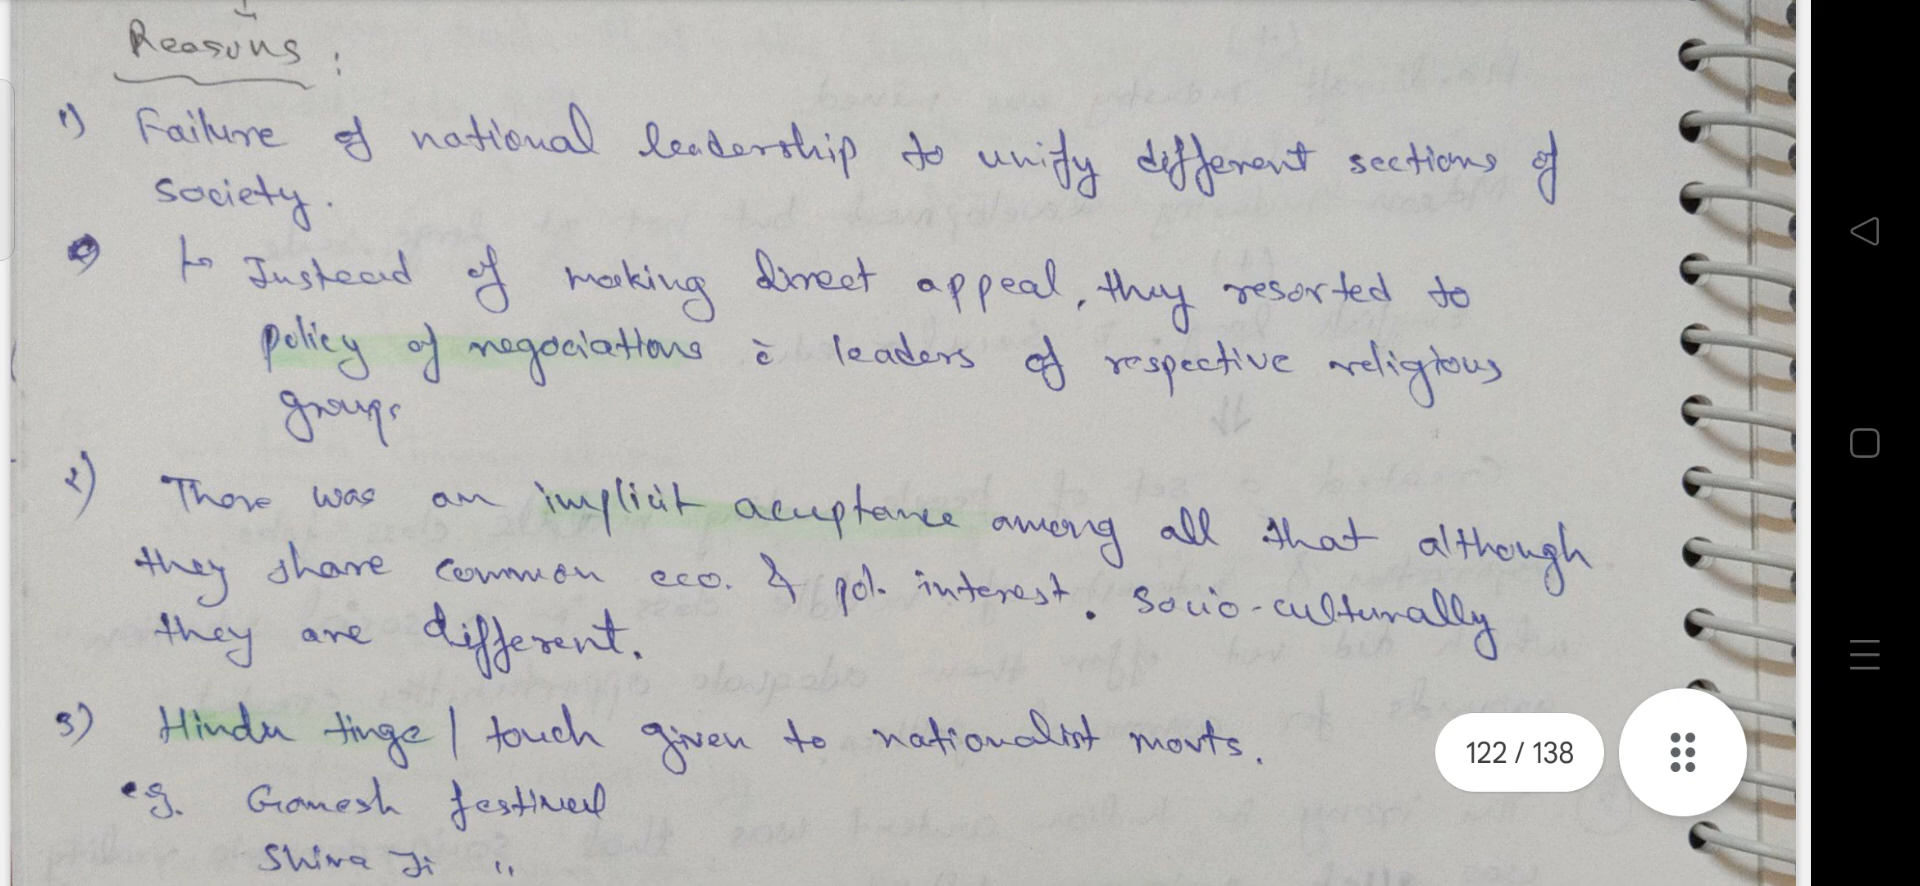 Reasons :
1) Failure of national leadership to unify different sections of
society.
↳ Instead of making direct appeal, they resorted to
policy of negociations c̄ leaders of respective religious
groups
2) There was an implicit acceptance among all that although
they share common eco. & pol. interest. Socio-culturally
they are different.
3) Hindu tinge / touch given to nationalist movts.
122 / 138
eg. Ganesh festival
Shiva Ji "